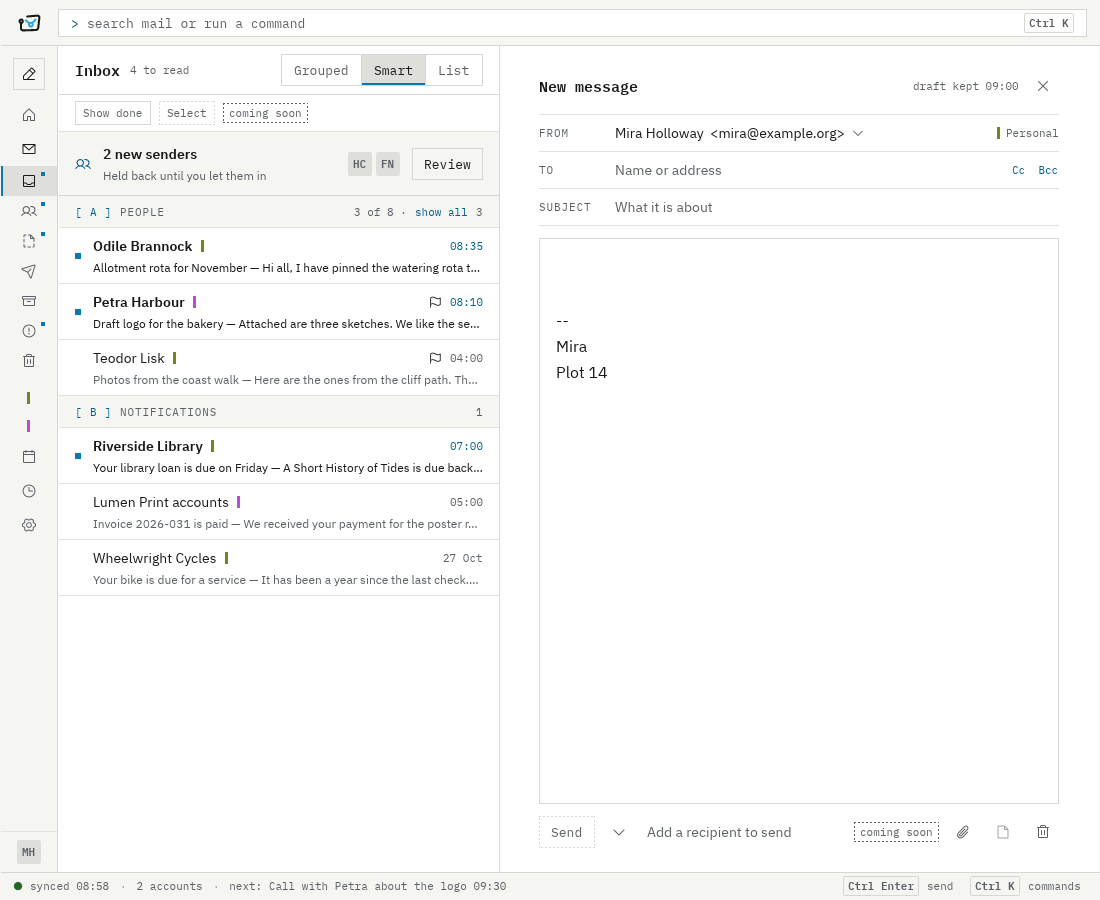 > search mail or run a command Ctrl K
Inbox 4 to read Grouped Smart List
Show done Select coming soon
2 new senders
Held back until you let them in
HC FN Review
[ A ] PEOPLE 3 of 8 · show all 3
Odile Brannock 08:35
Allotment rota for November — Hi all, I have pinned the watering rota t…
Petra Harbour 08:10
Draft logo for the bakery — Attached are three sketches. We like the se…
Teodor Lisk 04:00
Photos from the coast walk — Here are the ones from the cliff path. Th…
[ B ] NOTIFICATIONS 1
Riverside Library 07:00
Your library loan is due on Friday — A Short History of Tides is due back…
Lumen Print accounts 05:00
Invoice 2026-031 is paid — We received your payment for the poster r…
Wheelwright Cycles 27 Oct
Your bike is due for a service — It has been a year since the last check.…
New message draft kept 09:00
FROM Mira Holloway <mira@example.org> Personal
TO Name or address Cc Bcc
SUBJECT What it is about
--
Mira
Plot 14
Send Add a recipient to send coming soon
MH
synced 08:58 · 2 accounts · next: Call with Petra about the logo 09:30 Ctrl Enter send Ctrl K commands